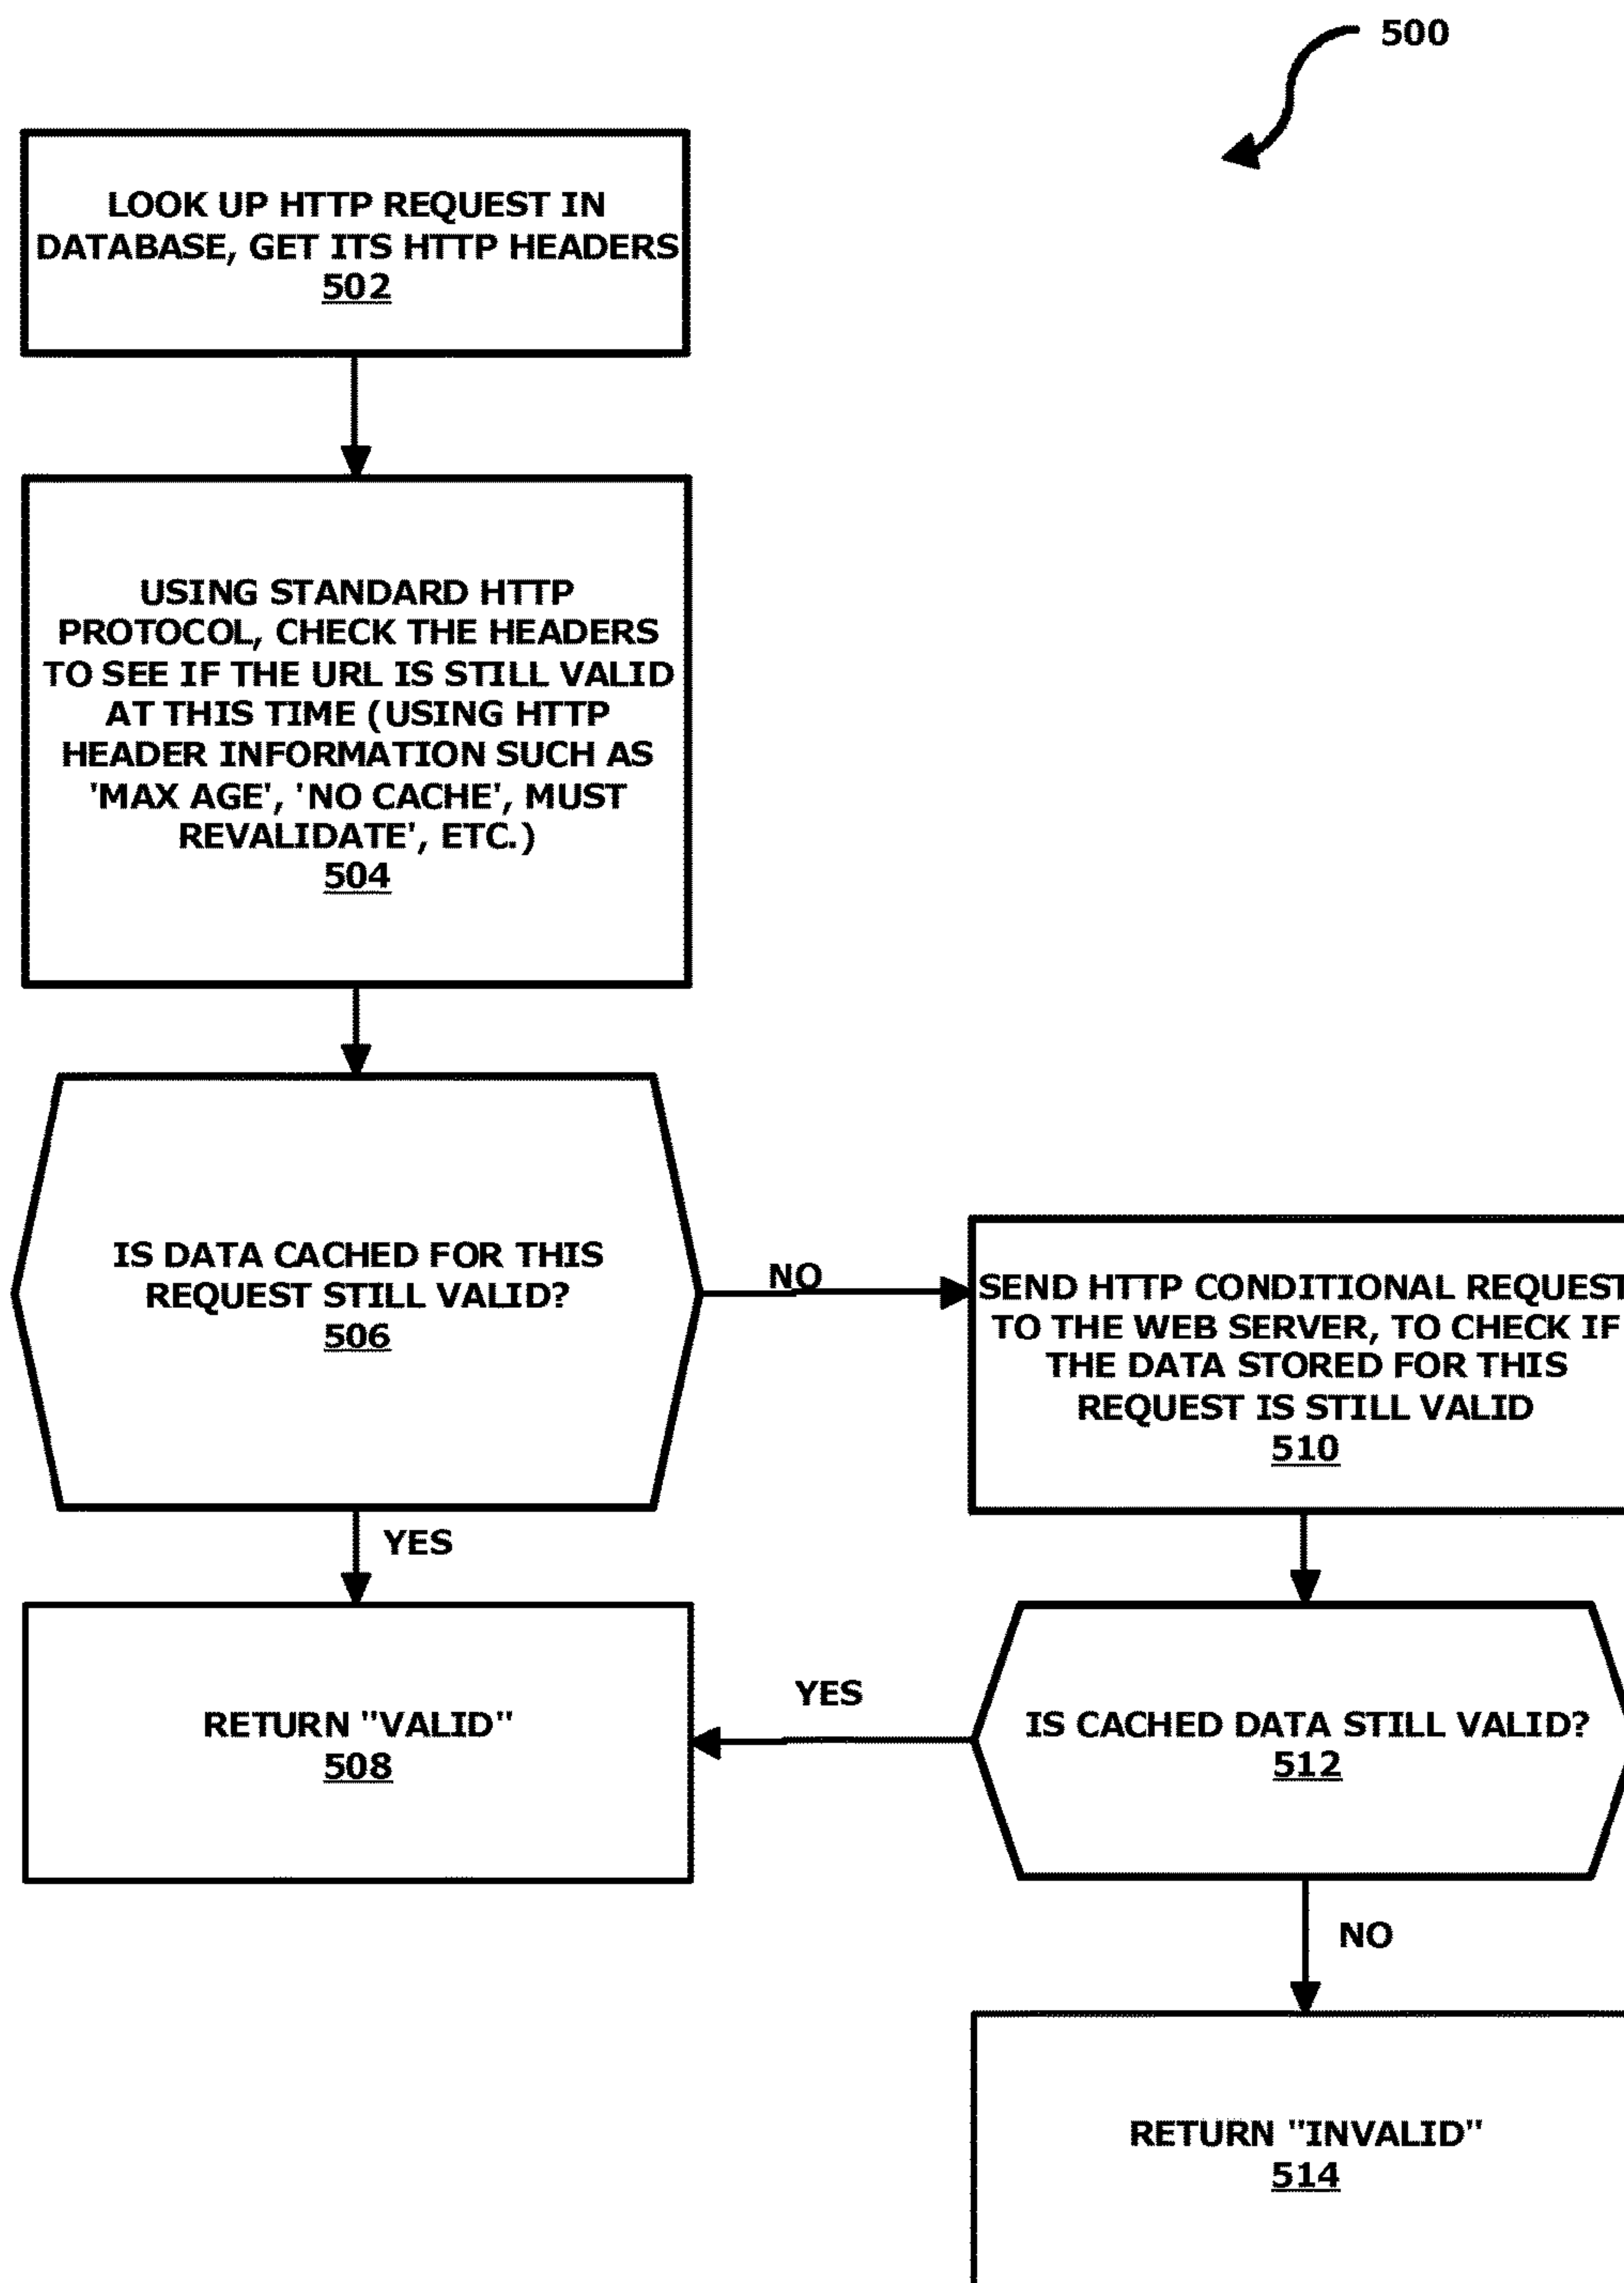 500
LOOK UP HTTP REQUEST IN
DATABASE, GET ITS HTTP HEADERS
502
USING STANDARD HTTP
PROTOCOL, CHECK THE HEADERS
TO SEE IF THE URL IS STILL VALID
AT THIS TIME (USING HTTP
HEADER INFORMATION SUCH AS
'MAX AGE', 'NO CACHE', MUST
REVALIDATE', ETC.)
504
IS DATA CACHED FOR THIS
REQUEST STILL VALID?
506
NO
SEND HTTP CONDITIONAL REQUEST
TO THE WEB SERVER, TO CHECK IF
THE DATA STORED FOR THIS
REQUEST IS STILL VALID
510
YES
RETURN "VALID"
508
YES
IS CACHED DATA STILL VALID?
512
NO
RETURN "INVALID"
514